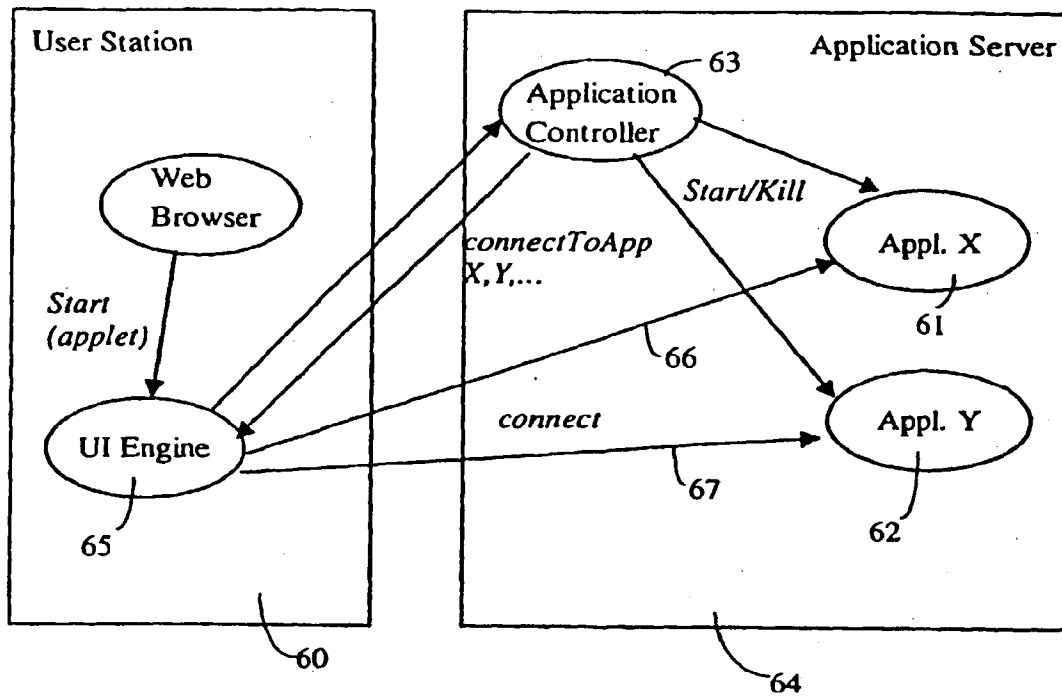 User Station
Application Server
63
Application
Controller
Web
Browser
Start/Kill
connectToApp
X,Y,...
Appl. X
Start
(applet)
61
66
connect
Appl. Y
UI Engine
67
62
65
60
64